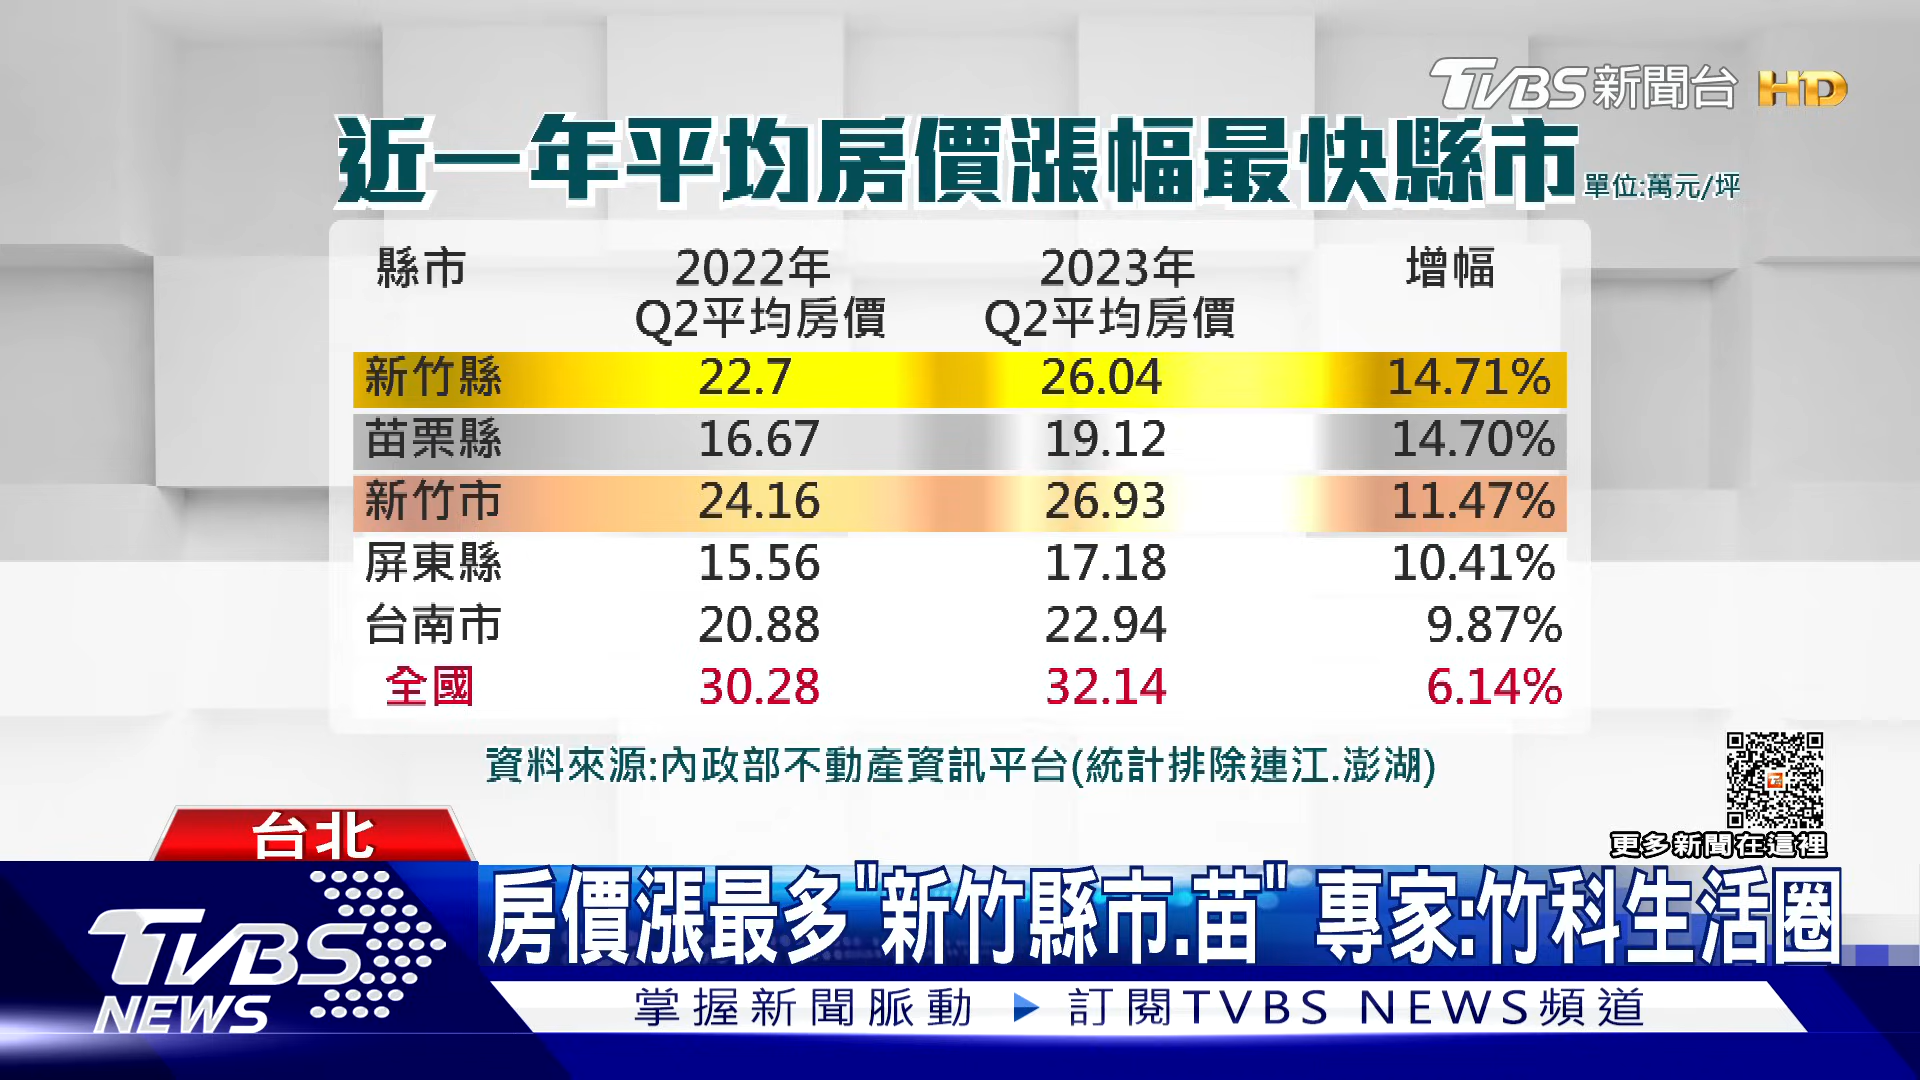 TVBS新聞台 HD
近一年平均房價漲幅最快縣市 單位:萬元/坪
縣市 2022年 2023年 增幅
Q2平均房價 Q2平均房價
新竹縣 22.7 26.04 14.71%
苗栗縣 16.67 19.12 14.70%
新竹市 24.16 26.93 11.47%
屏東縣 15.56 17.18 10.41%
台南市 20.88 22.94 9.87%
全國 30.28 32.14 6.14%
資料來源:內政部不動產資訊平台(統計排除連江.澎湖)
更多新聞在這裡
台北
房價漲最多"新竹縣市.苗" 專家:竹科生活圈
TVBS
NEWS
掌握新聞脈動 ▶ 訂閱TVBS NEWS頻道